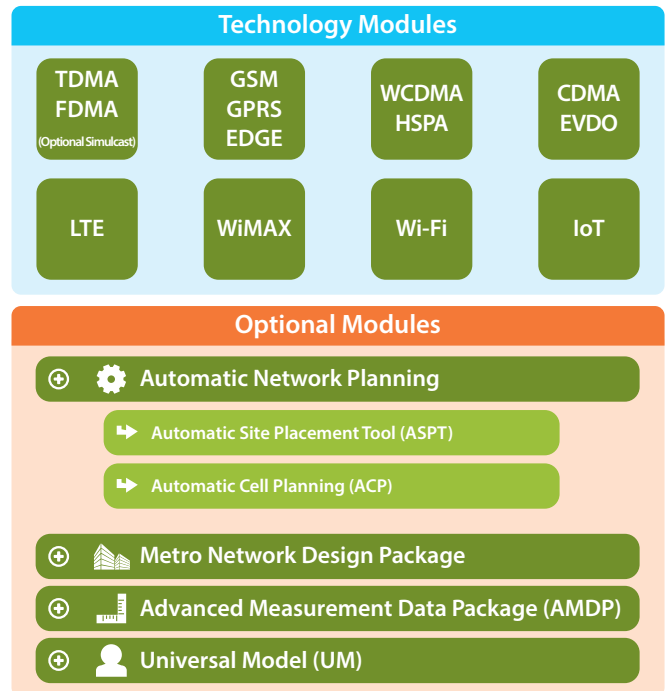 Technology Modules
TDMA
FDMA
(Optional Simulcast)
GSM
GPRS
EDGE
WCDMA
HSPA
CDMA
EVDO
LTE
WiMAX
Wi-Fi
IoT
Optional Modules
Automatic Network Planning
Automatic Site Placement Tool (ASPT)
Automatic Cell Planning (ACP)
Metro Network Design Package
Advanced Measurement Data Package (AMDP)
Universal Model (UM)